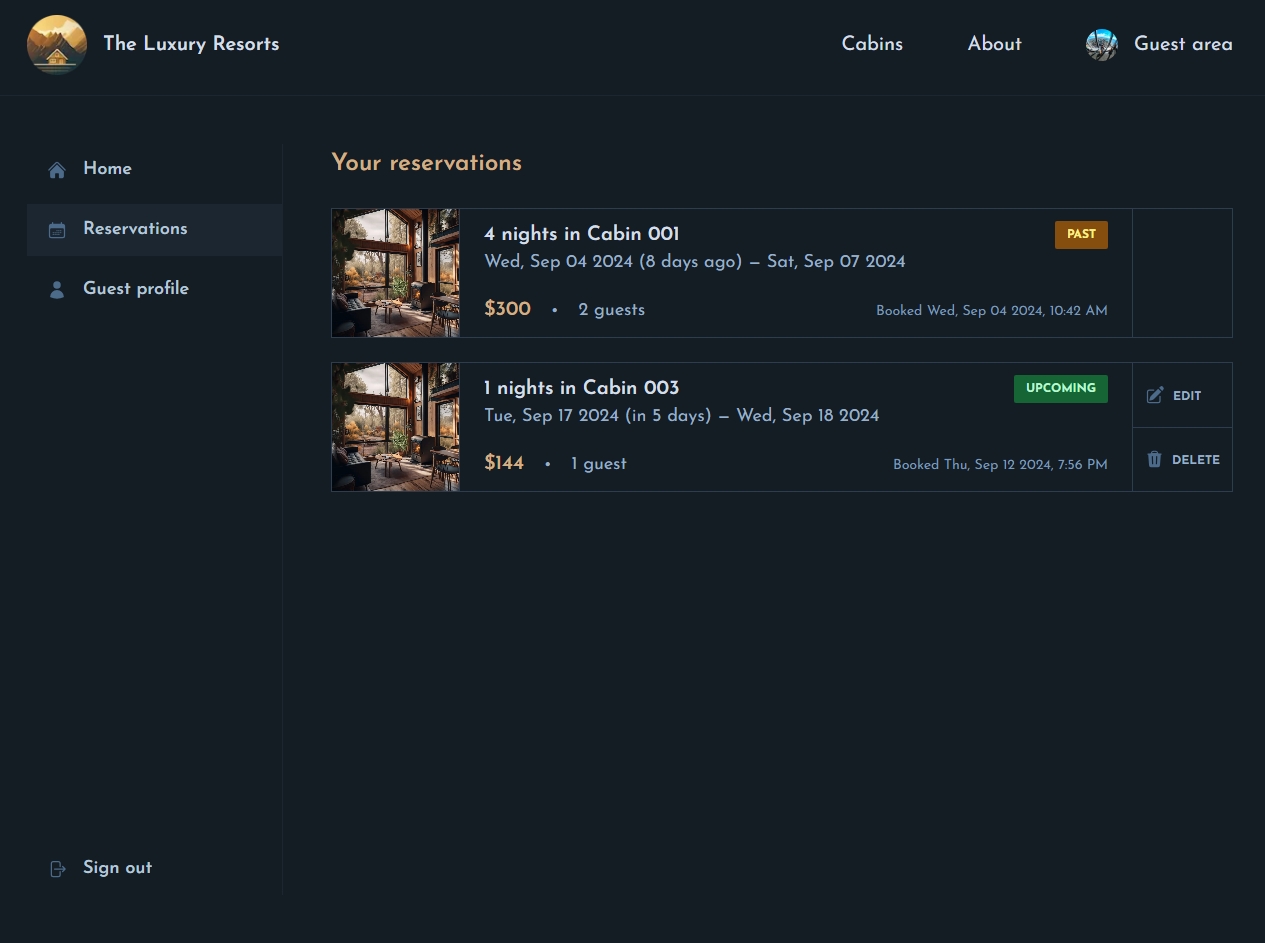 The Luxury Resorts
Cabins
About
Guest area
Home
Reservations
Guest profile
Sign out
Your reservations
4 nights in Cabin 001
PAST
Wed, Sep 04 2024 (8 days ago) — Sat, Sep 07 2024
$300 • 2 guests
Booked Wed, Sep 04 2024, 10:42 AM
1 nights in Cabin 003
UPCOMING
Tue, Sep 17 2024 (in 5 days) — Wed, Sep 18 2024
$144 • 1 guest
Booked Thu, Sep 12 2024, 7:56 PM
EDIT
DELETE